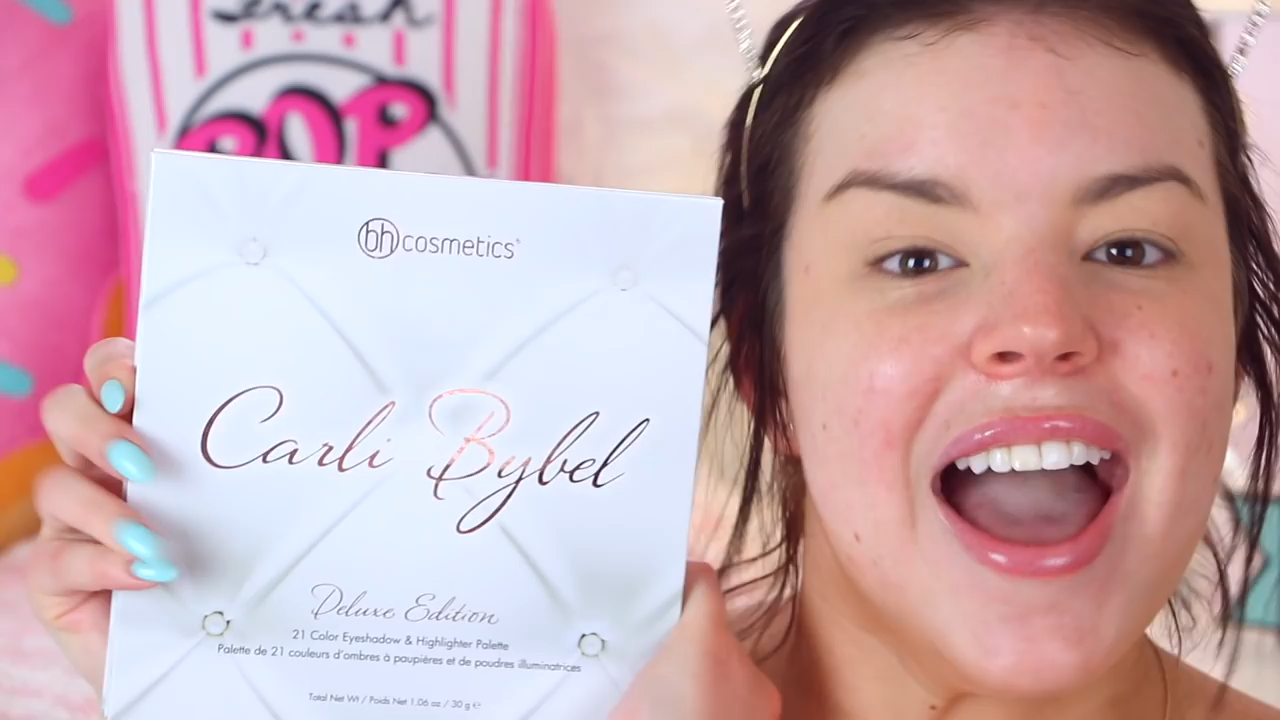 Fresh
POP
bh cosmetics®
Carli Bybel
Deluxe Edition
21 Color Eyeshadow & Highlighter Palette
Palette de 21 couleurs d'ombres à paupières et de poudres illuminatrices
Total Net Wt / Poids Net 1.06 oz / 30 g ℮